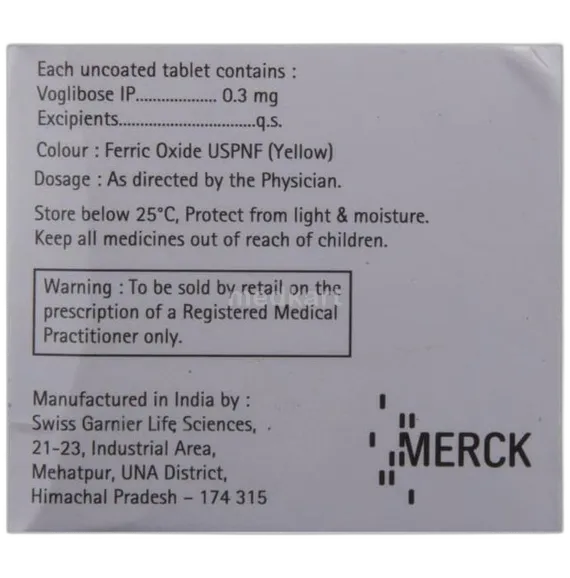 Each uncoated tablet contains :
Voglibose IP................... 0.3 mg
Excipients................................q.s.
Colour : Ferric Oxide USPNF (Yellow)
Dosage : As directed by the Physician.
Store below 25°C, Protect from light & moisture.
Keep all medicines out of reach of children.
Warning : To be sold by retail on the
prescription of a Registered Medical
Practitioner only.
medkart
Manufactured in India by :
Swiss Garnier Life Sciences,
21-23, Industrial Area,
Mehatpur, UNA District,
Himachal Pradesh – 174 315
MERCK